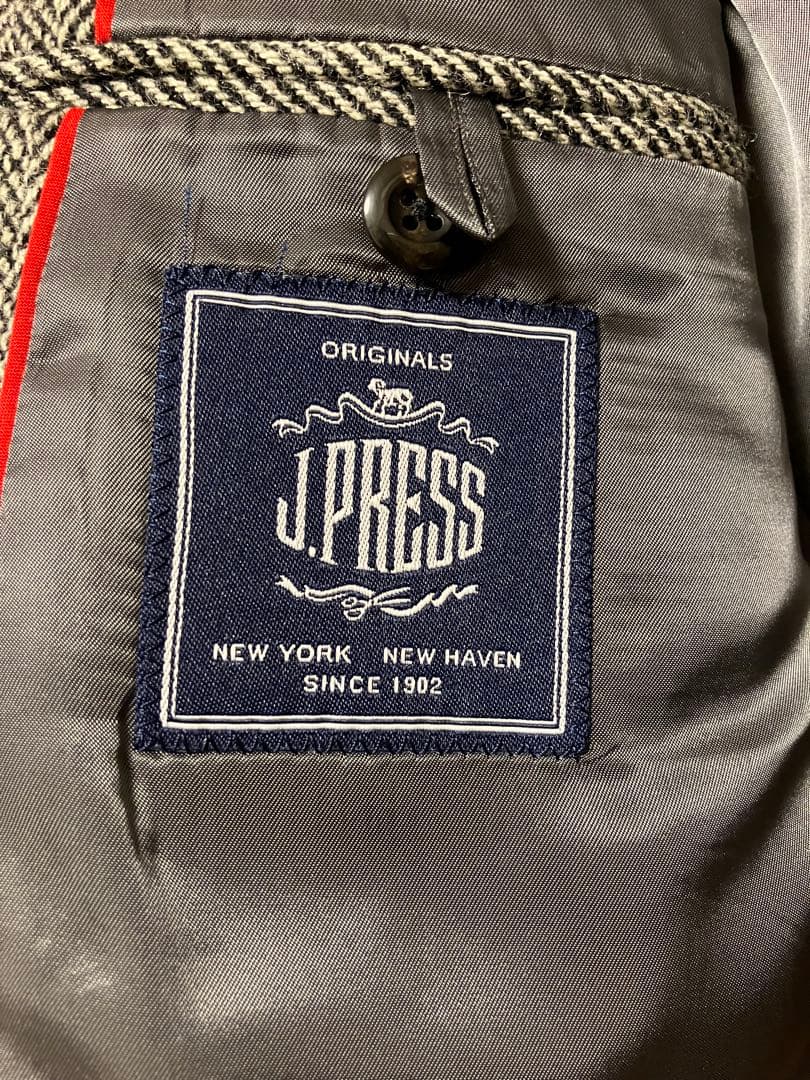 ORIGINALS
J.PRESS
NEW YORK NEW HAVEN
SINCE 1902